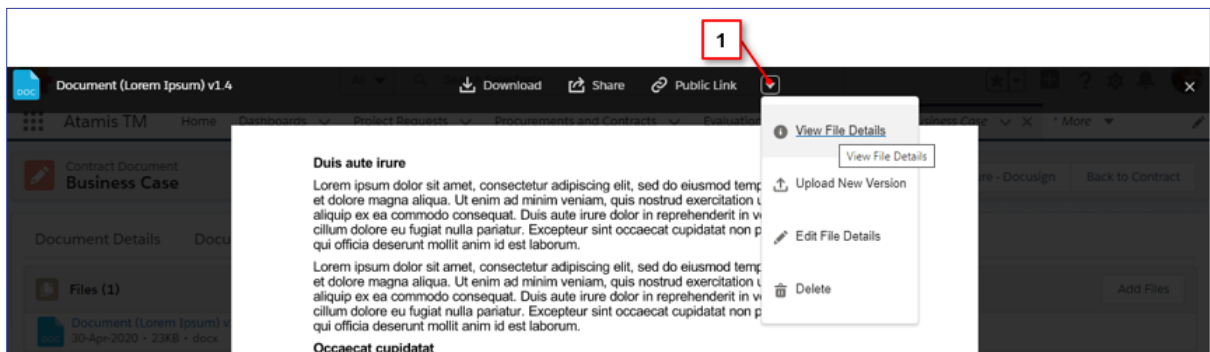 1
DOC
Document (Lorem Ipsum) v1.4
Download
Share
Public Link
Atamis TM
Home
Dashboards
Project Requests
Procurements and Contracts
Evaluation
siness Case
* More
View File Details
View File Details
Upload New Version
Edit File Details
Delete
Contract Document
Business Case
re - Docusign
Back to Contract
Document Details
Docu
Files (1)
Add Files
Document (Lorem Ipsum) v
30-Apr-2020 • 23KB • docx
Duis aute irure
Lorem ipsum dolor sit amet, consectetur adipiscing elit, sed do eiusmod temp
et dolore magna aliqua. Ut enim ad minim veniam, quis nostrud exercitation u
aliquip ex ea commodo consequat. Duis aute irure dolor in reprehenderit in v
cillum dolore eu fugiat nulla pariatur. Excepteur sint occaecat cupidatat non p
qui officia deserunt mollit anim id est laborum.
Lorem ipsum dolor sit amet, consectetur adipiscing elit, sed do eiusmod temp
et dolore magna aliqua. Ut enim ad minim veniam, quis nostrud exercitation u
aliquip ex ea commodo consequat. Duis aute irure dolor in reprehenderit in v
cillum dolore eu fugiat nulla pariatur. Excepteur sint occaecat cupidatat non p
qui officia deserunt mollit anim id est laborum.
Occaecat cupidatat